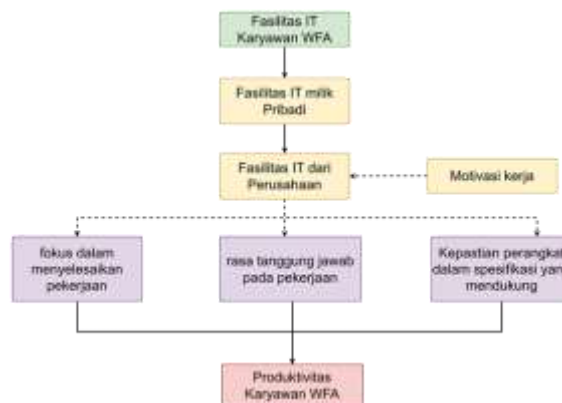 Fasilitas IT
Karyawan WFA
Fasilitas IT milik
Pribadi
Fasilitas IT dari
Perusahaan
Motivasi kerja
fokus dalam
menyelesaikan
pekerjaan
rasa tanggung jawab
pada pekerjaan
Kepastian perangkat
dalam spesifikasi yang
mendukung
Produktivitas
Karyawan WFA